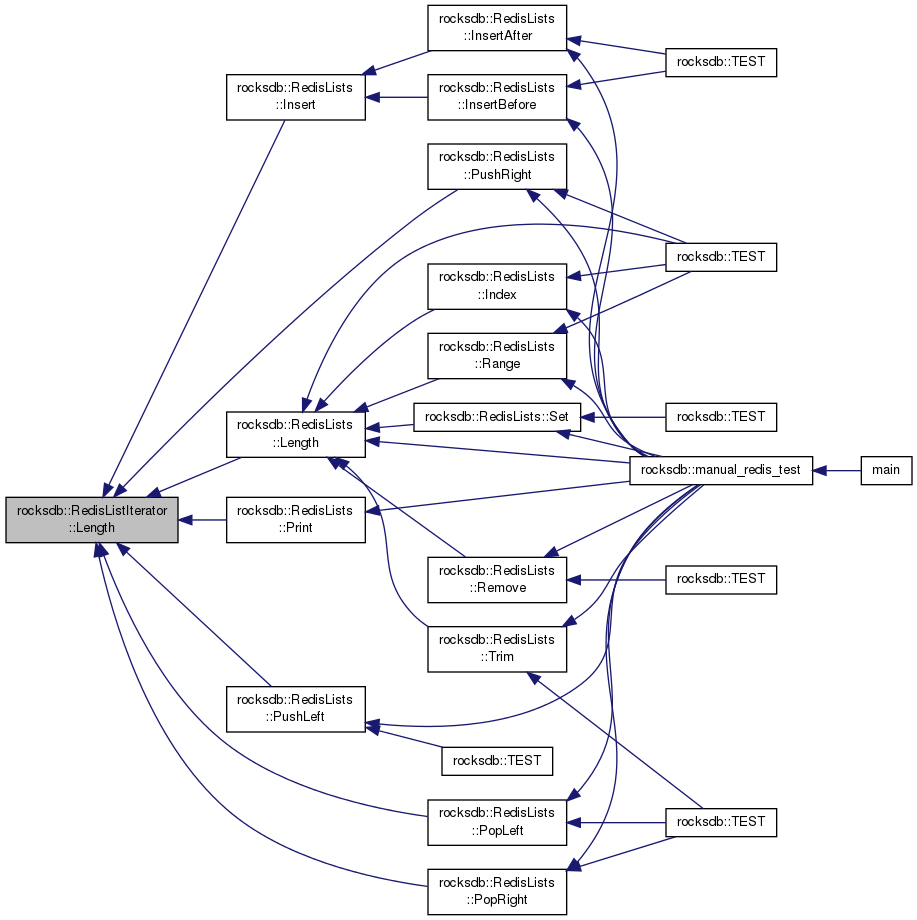 rocksdb::RedisLists
::InsertAfter
rocksdb::TEST
rocksdb::RedisLists
::Insert
rocksdb::RedisLists
::InsertBefore
rocksdb::RedisLists
::PushRight
rocksdb::TEST
rocksdb::RedisLists
::Index
rocksdb::RedisLists
::Range
rocksdb::RedisLists
::Length
rocksdb::RedisLists::Set
rocksdb::TEST
rocksdb::manual_redis_test
main
rocksdb::RedisListIterator
::Length
rocksdb::RedisLists
::Print
rocksdb::RedisLists
::Remove
rocksdb::TEST
rocksdb::RedisLists
::Trim
rocksdb::RedisLists
::PushLeft
rocksdb::TEST
rocksdb::RedisLists
::PopLeft
rocksdb::TEST
rocksdb::RedisLists
::PopRight